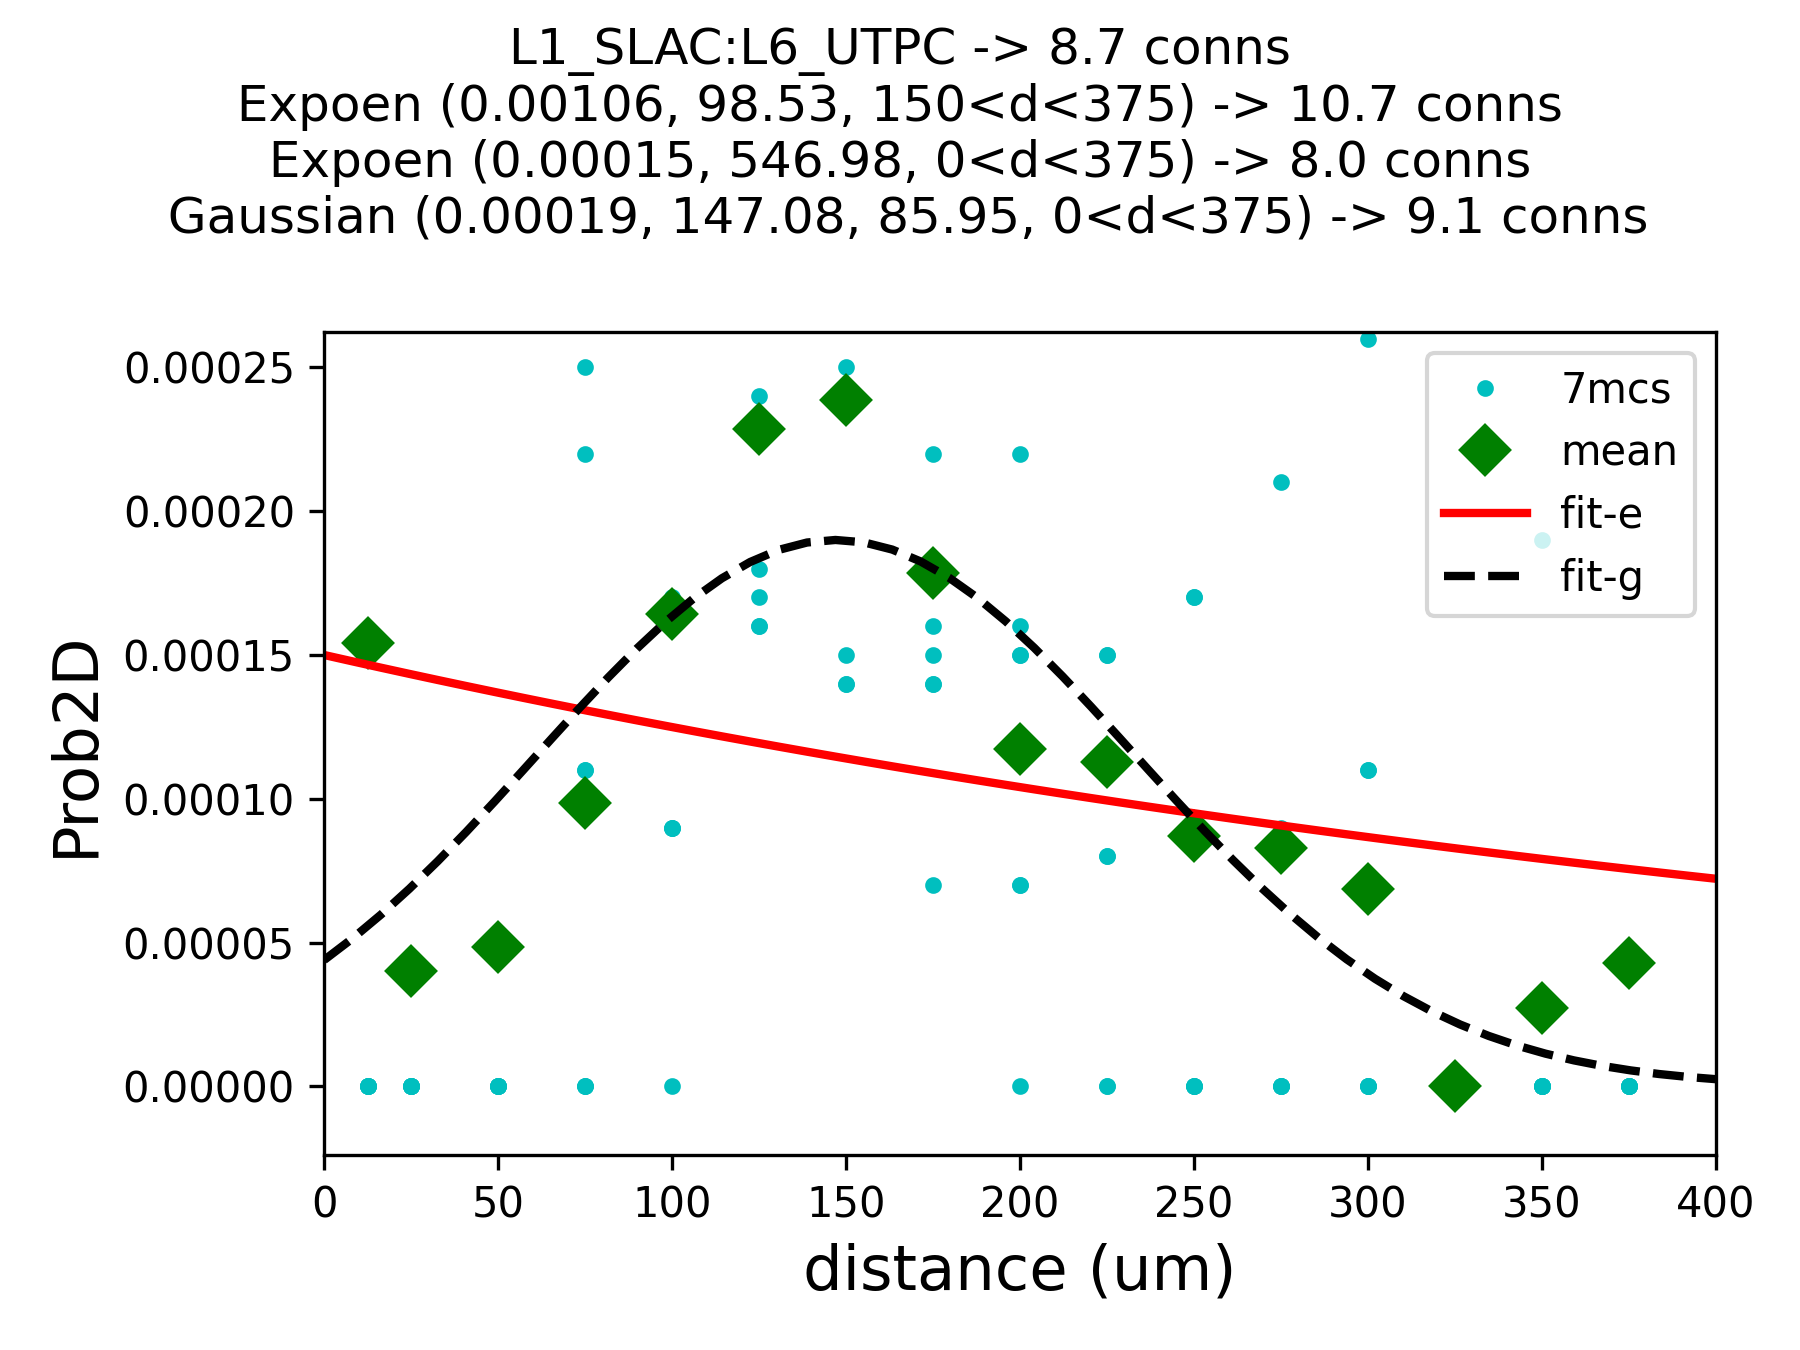 L1_SLAC:L6_UTPC -> 8.7 conns
Expoen (0.00106, 98.53, 150<d<375) -> 10.7 conns
Expoen (0.00015, 546.98, 0<d<375) -> 8.0 conns
Gaussian (0.00019, 147.08, 85.95, 0<d<375) -> 9.1 conns
0.00025
0.00020
0.00015
0.00010
0.00005
0.00000
Prob2D
7mcs
mean
fit-e
fit-g
0 50 100 150 200 250 300 350 400
distance (um)